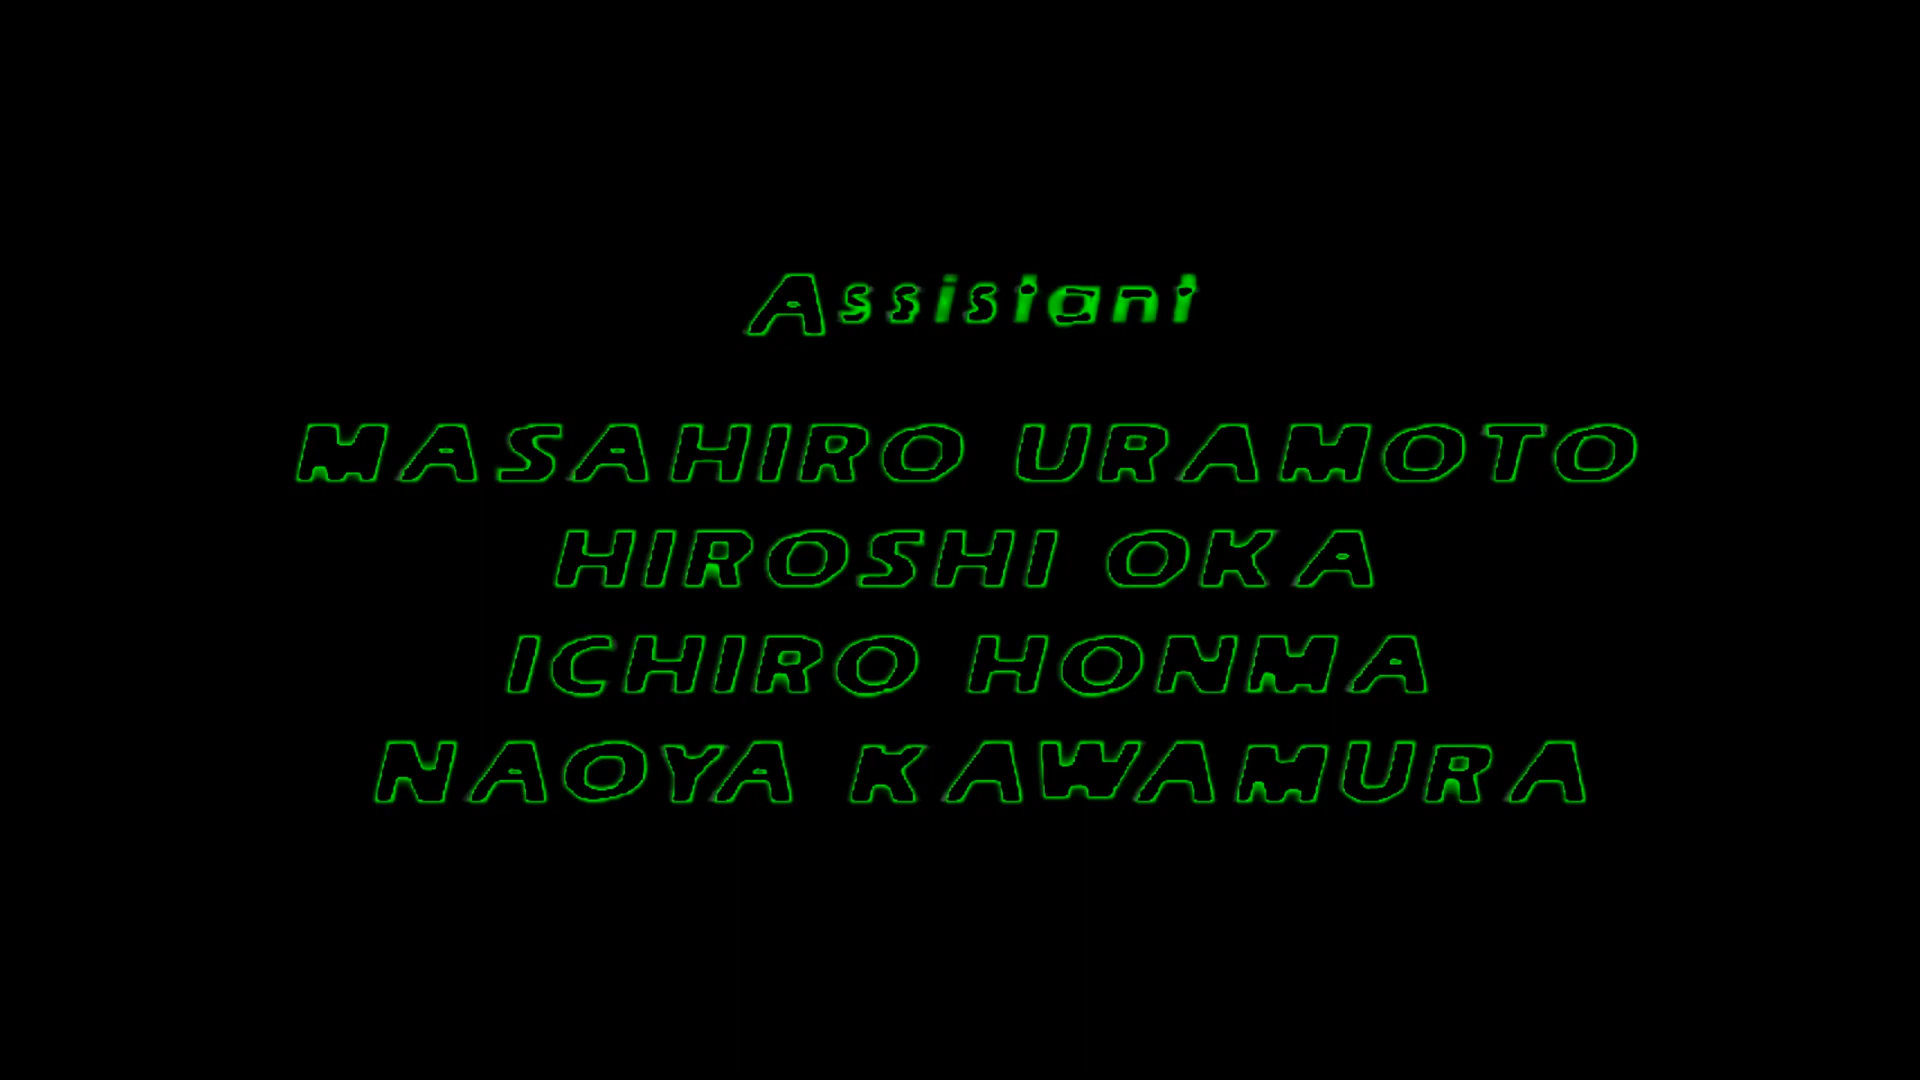 Assistant
MASAHIRO URAMOTO
HIROSHI OKA
ICHIRO HONMA
NAOYA KAWAMURA